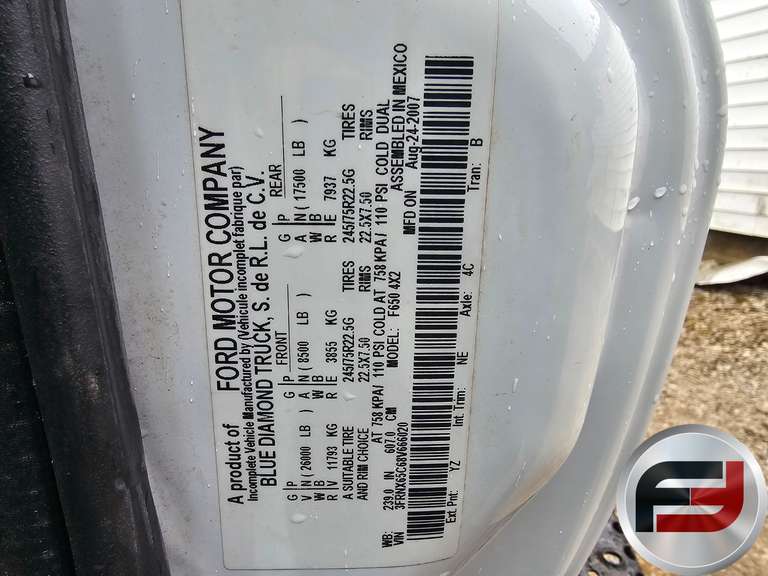 A product of FORD MOTOR COMPANY
Incomplete Vehicle Manufactured by (Véhicule incomplet fabrique par)
BLUE DIAMOND TRUCK, S. de R.L. de C.V.
FRONT REAR
G G P G P
V N (26000 LB) A N (8500 LB) A N (17500 LB)
W B W B W B
R V 11793 KG R E 3855 KG R E 7937 KG
A SUITABLE TIRE 245/75R22.5G TIRES 245/75R22.5G TIRES
AND RIM CHOICE 22.5X7.50 RIMS 22.5X7.50 RIMS
AT 758 KPA/ 110 PSI COLD AT 758 KPA/ 110 PSI COLD DUAL
WB: 239.0 IN 607.0 CM MODEL: F650 4X2 ASSEMBLED IN MEXICO
VIN 3FRNX65C68V666020 MFD ON Aug-24-2007
Ext. Pnt: YZ Int. Trim: NE Axle: 4C Tran: B